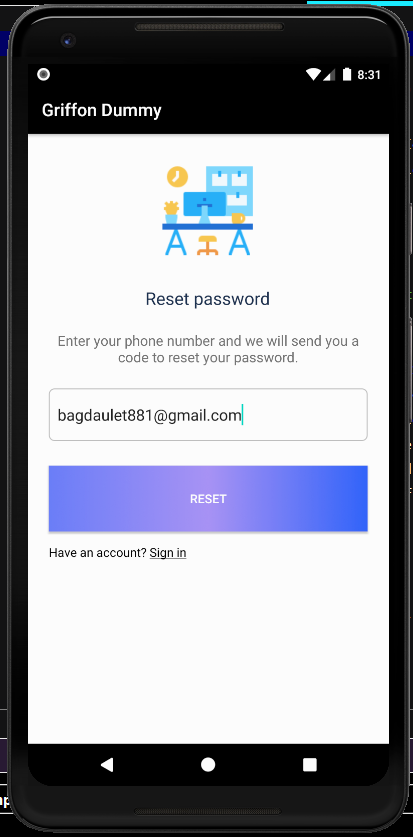 8:31
Griffon Dummy
Reset password
Enter your phone number and we will send you a
code to reset your password.
bagdaulet881@gmail.com
RESET
Have an account? Sign in